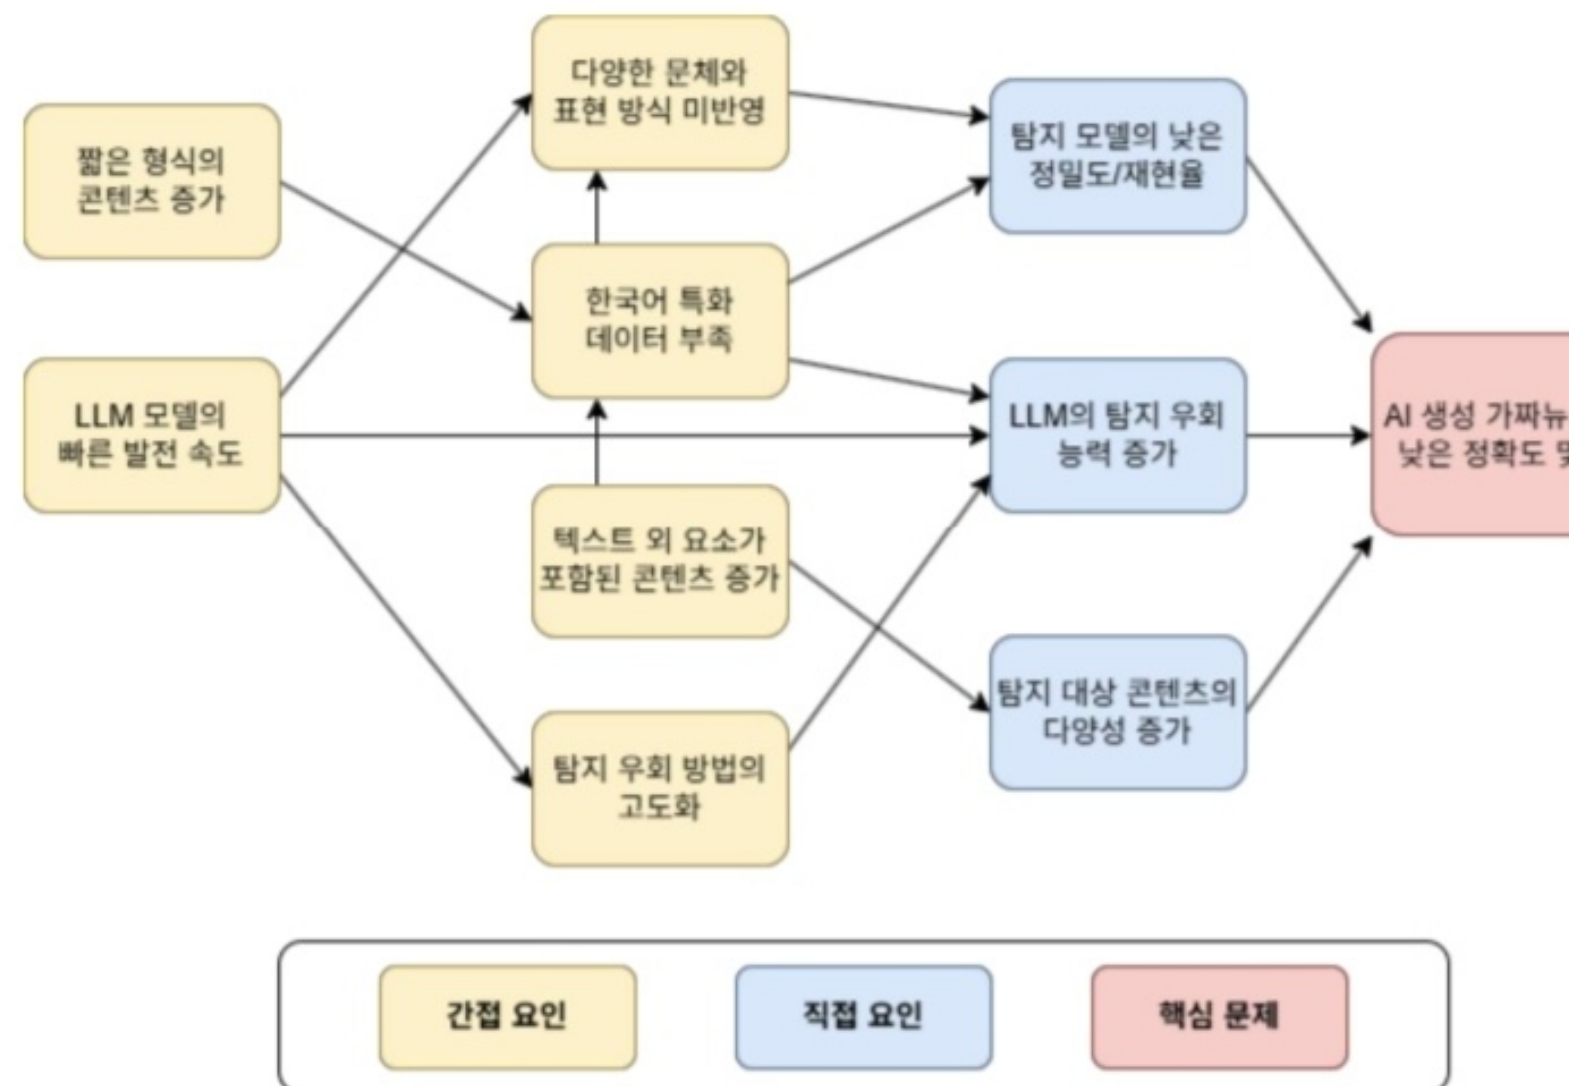 다양한 문체와
표현 방식 미반영
짧은 형식의
콘텐츠 증가
탐지 모델의 낮은
정밀도/재현율
한국어 특화
데이터 부족
LLM 모델의
빠른 발전 속도
LLM의 탐지 우회
능력 증가
AI 생성 가짜뉴
낮은 정확도
텍스트 외 요소가
포함된 콘텐츠 증가
탐지 대상 콘텐츠의
다양성 증가
탐지 우회 방법의
고도화
간접 요인
직접 요인
핵심 문제